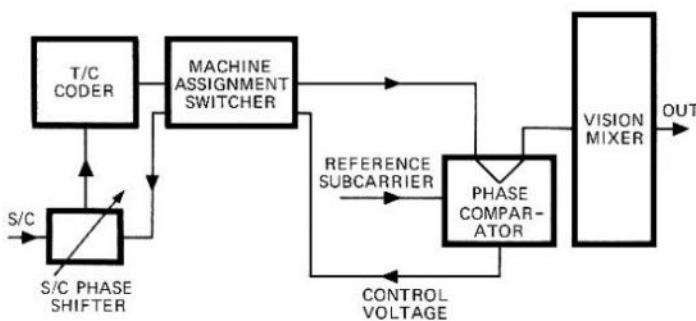 T/C
CODER
MACHINE
ASSIGNMENT
SWITCHER
VISION
MIXER
OUT
REFERENCE
SUBCARRIER
PHASE
COMPAR-
ATOR
S/C
S/C PHASE
SHIFTER
CONTROL
VOLTAGE